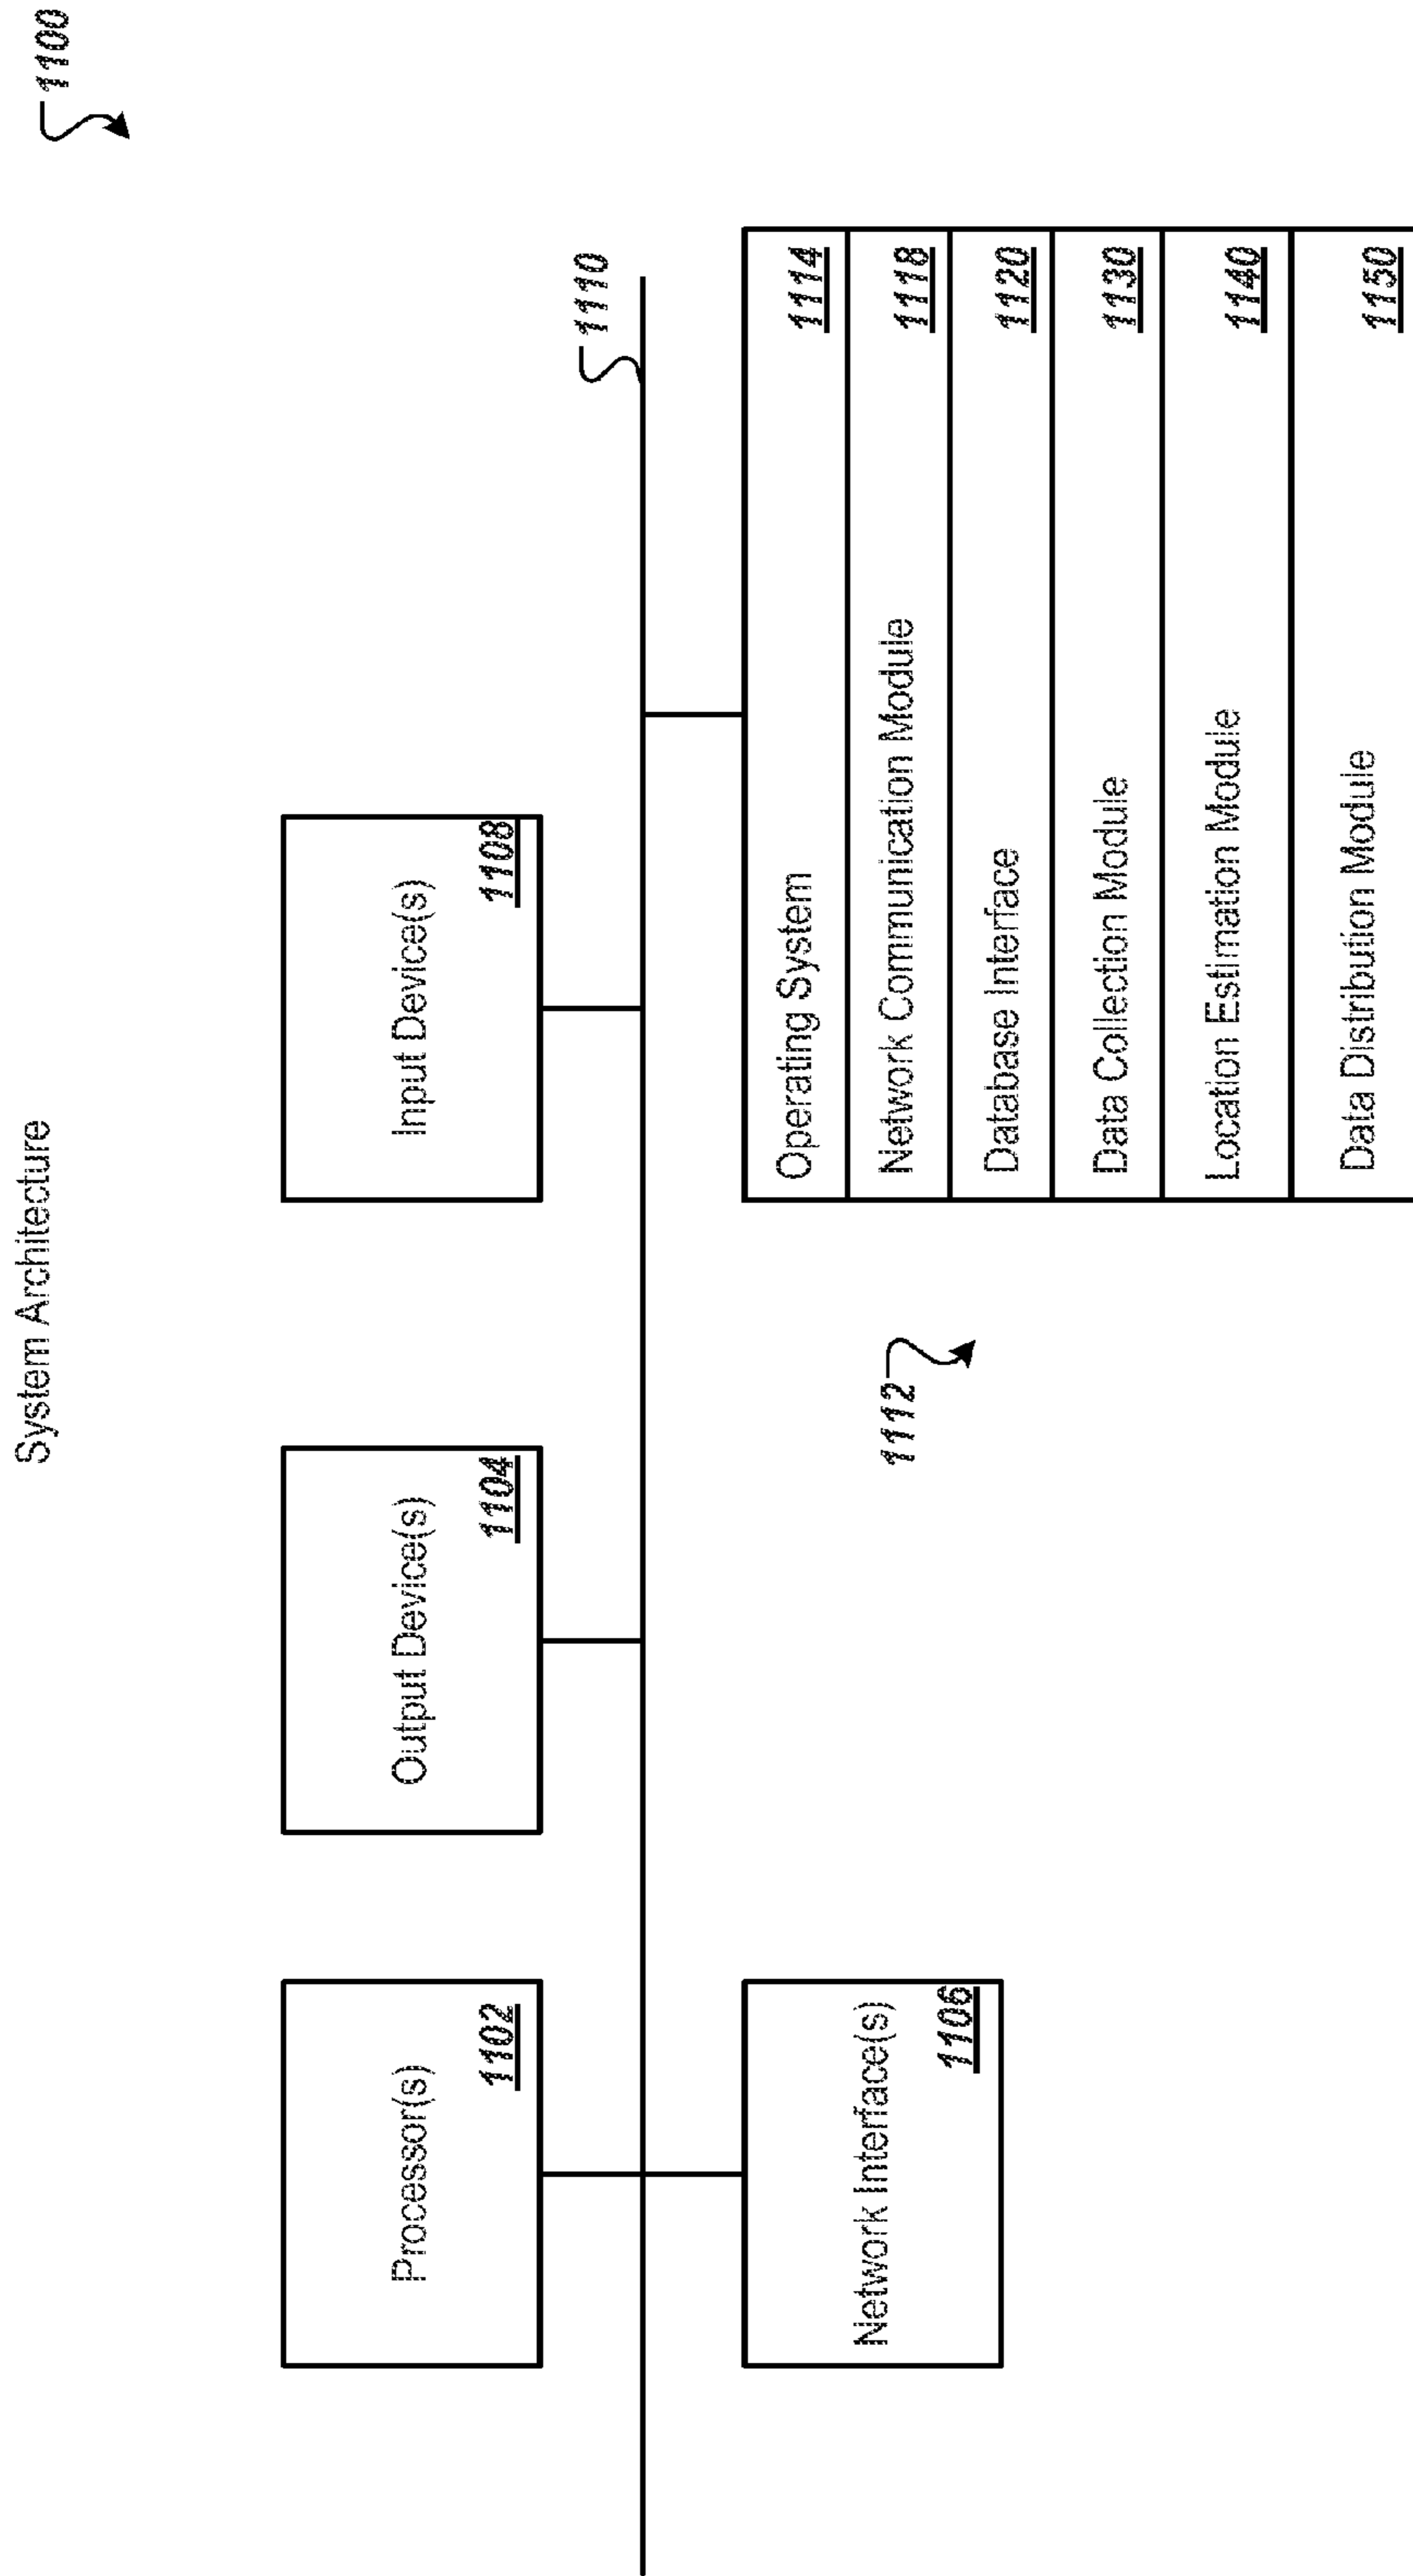 System Architecture
1100
Processor(s)
1102
Output Device(s)
1104
Input Device(s)
1108
1110
Network Interface(s)
1106
1112
Operating System 1114
Network Communication Module 1118
Database Interface 1120
Data Collection Module 1130
Location Estimation Module 1140
Data Distribution Module 1150